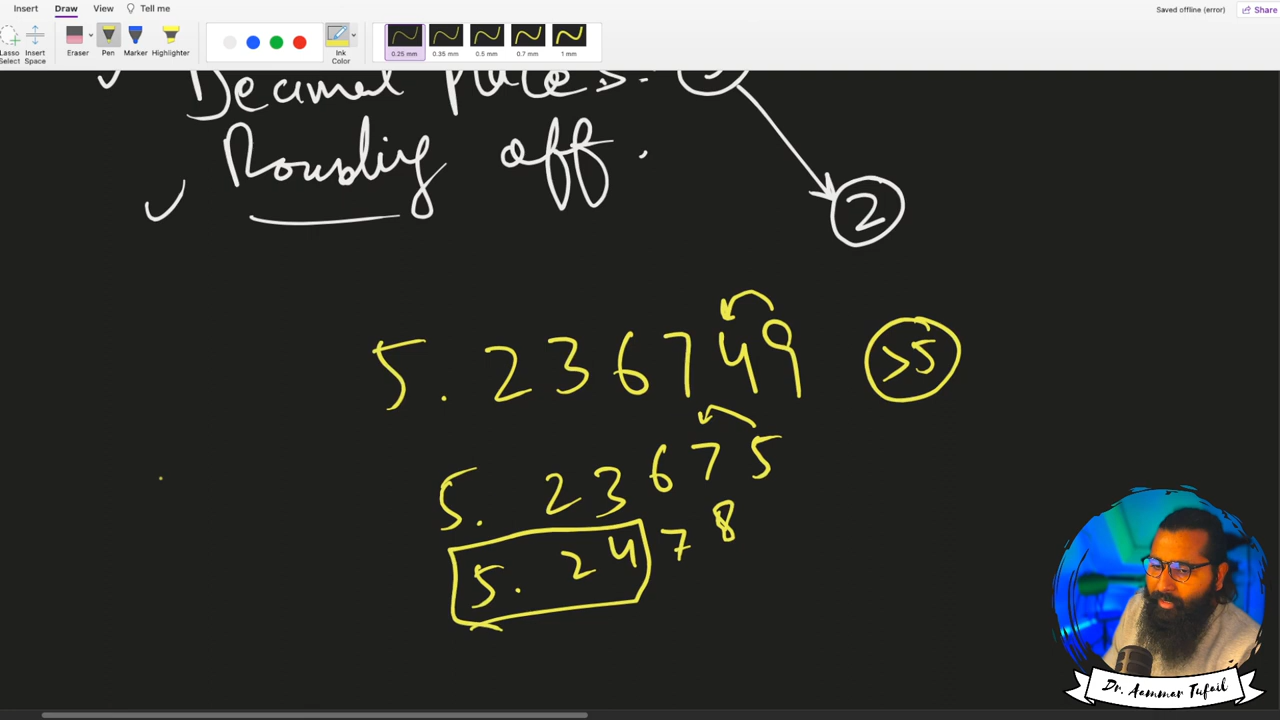 Insert Draw View Tell me
Saved offline (error) Share
Lasso Select Insert Space Eraser Pen Marker Highlighter Ink Color 0.25 mm 0.35 mm 0.5 mm 0.7 mm 1 mm
Decimal places:
Rounding off.
2
5.236749 >5
5.23675
5.24 7 8
Dr. Aammar Tufail